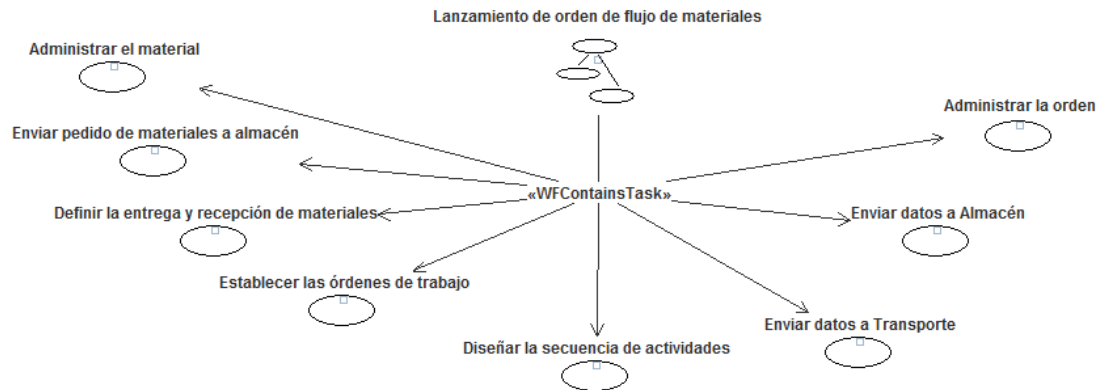 Lanzamiento de orden de flujo de materiales
Administrar el material
Administrar la orden
Enviar pedido de materiales a almacén
«WFContainsTask»
Definir la entrega y recepción de materiales
Enviar datos a Almacén
Establecer las órdenes de trabajo
Enviar datos a Transporte
Diseñar la secuencia de actividades